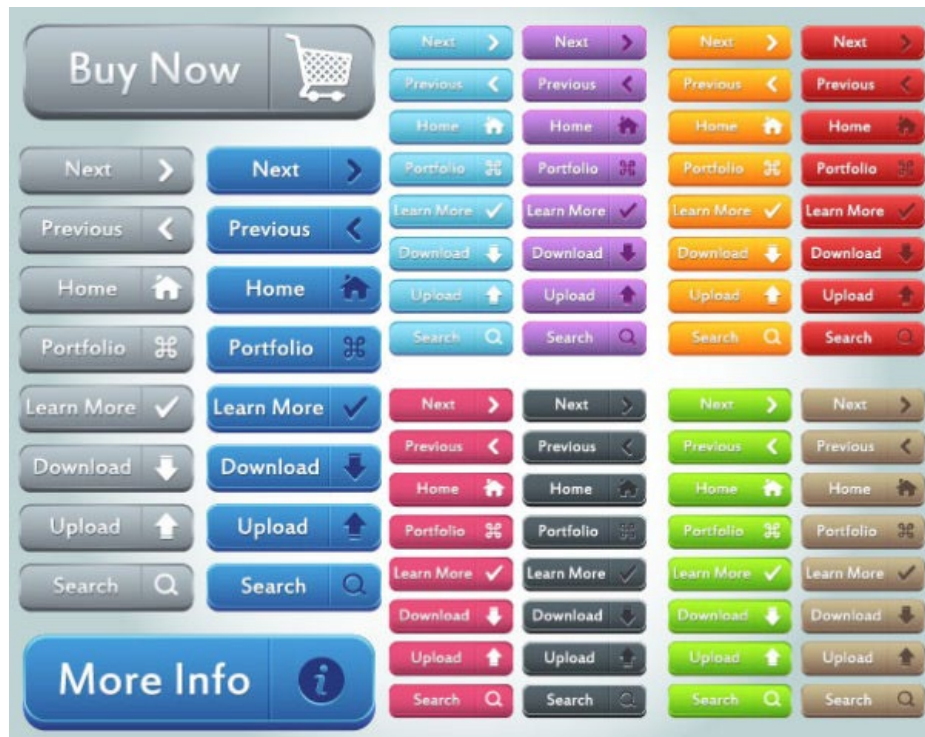 Buy Now
Next
Previous
Home
Portfolio
Learn More
Download
Upload
Search
Next
Previous
Home
Portfolio
Learn More
Download
Upload
Search
More Info
Next
Previous
Home
Portfolio
Learn More
Download
Upload
Search
Next
Previous
Home
Portfolio
Learn More
Download
Upload
Search
Next
Previous
Home
Portfolio
Learn More
Download
Upload
Search
Next
Previous
Home
Portfolio
Learn More
Download
Upload
Search
Next
Previous
Home
Portfolio
Learn More
Download
Upload
Search
Next
Previous
Home
Portfolio
Learn More
Download
Upload
Search
Next
Previous
Home
Portfolio
Learn More
Download
Upload
Search
Next
Previous
Home
Portfolio
Learn More
Download
Upload
Search